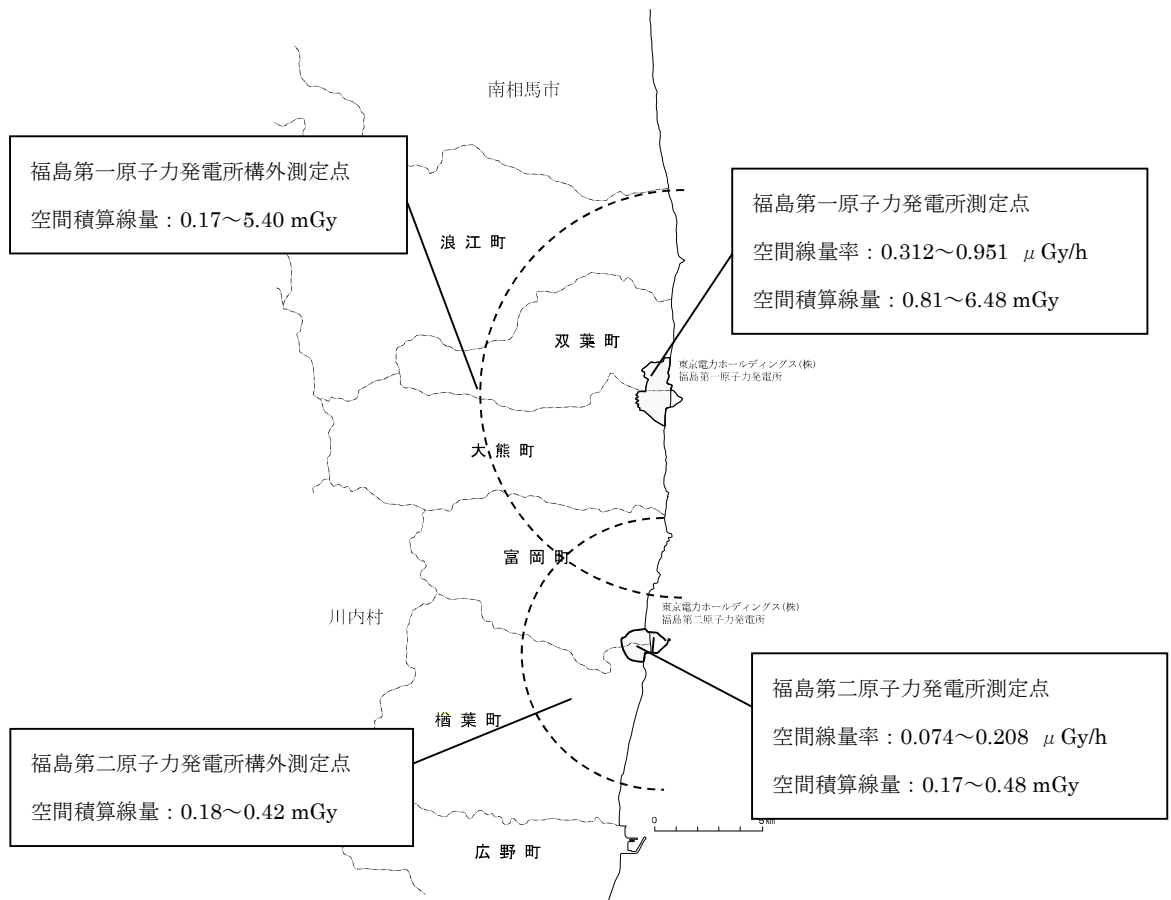 南相馬市
福島第一原子力発電所構外測定点
空間積算線量：0.17～5.40 mGy
福島第一原子力発電所測定点
空間線量率：0.312～0.951 μGy/h
空間積算線量：0.81～6.48 mGy
浪江町
双葉町
東京電力ホールディングス(株)
福島第一原子力発電所
大熊町
富岡町
川内村
東京電力ホールディングス(株)
福島第二原子力発電所
福島第二原子力発電所測定点
空間線量率：0.074～0.208 μGy/h
空間積算線量：0.17～0.48 mGy
楢葉町
福島第二原子力発電所構外測定点
空間積算線量：0.18～0.42 mGy
0 5km
広野町